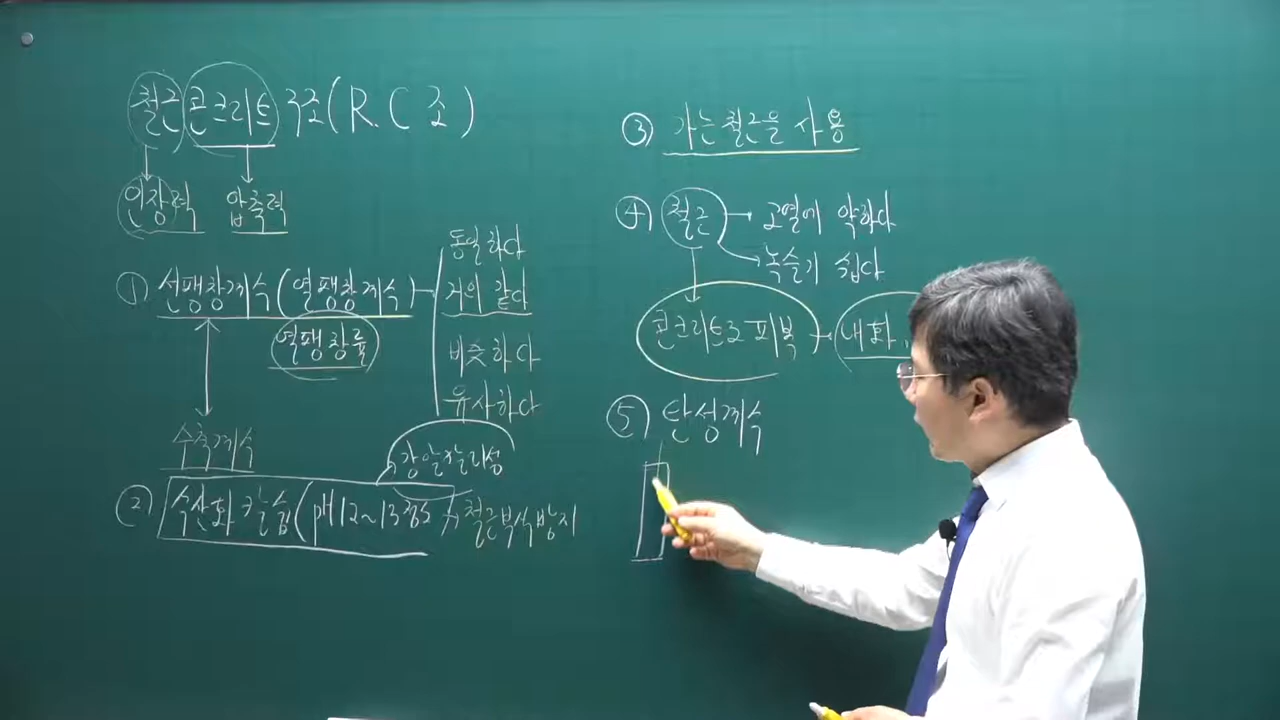 철근콘크리트구조(R.C조)
인장력 압축력
① 선팽창계수(열팽창계수)
열팽창률
동일하다
거의 같다
비슷하다
유사하다
수축계수
강알칼리성
② 수산화칼슘(pH12~13정도) 철근부식방지
③ 가는철근을 사용
④ 철근 → 고열에 약하다
녹슬기 쉽다
콘크리트로 피복 내화
⑤ 탄성계수